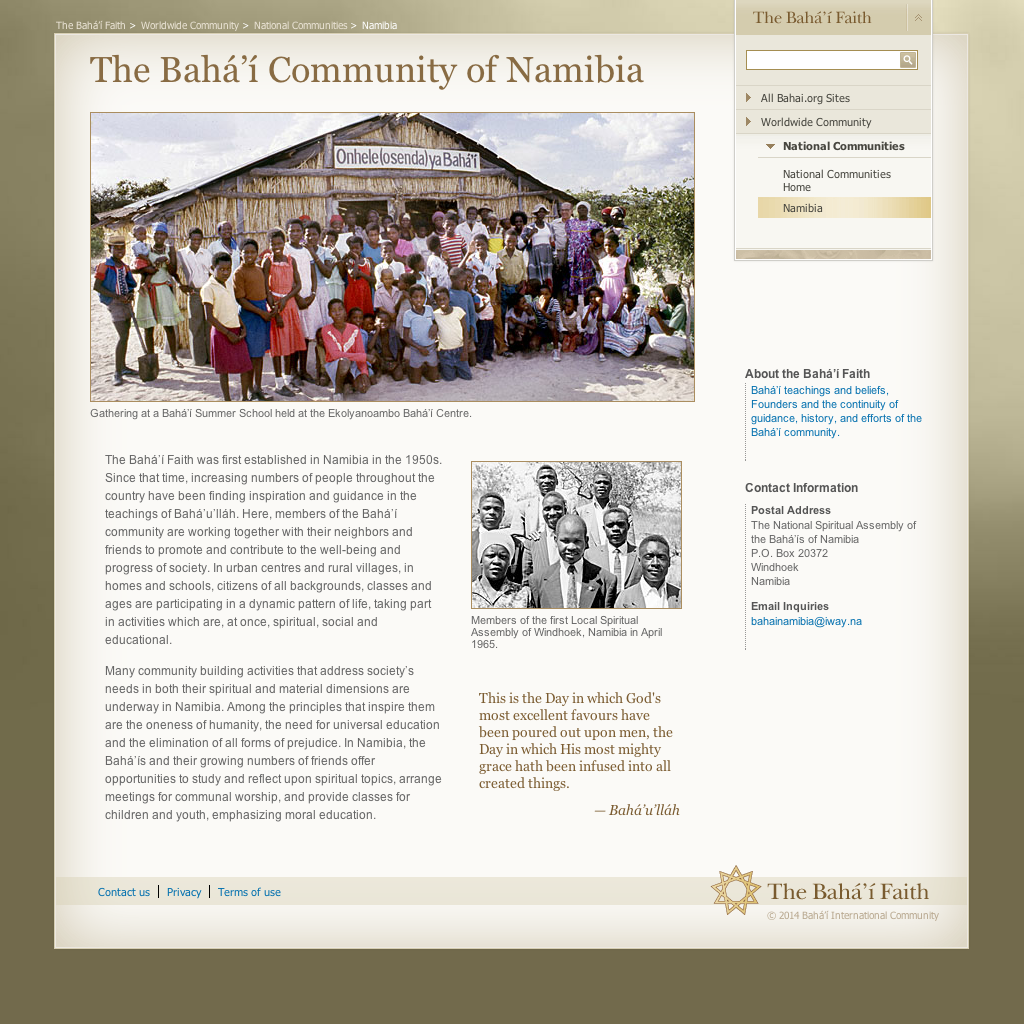 The Bahá'í Faith > Worldwide Community > National Communities > Namibia
The Bahá’í Faith
The Bahá’í Community of Namibia
All Bahai.org Sites
Worldwide Community
National Communities
National Communities
Home
Namibia
Onhele(osenda)ya Bahá'í
Gathering at a Bahá’í Summer School held at the Ekolyanoambo Bahá’í Centre.
The Bahá’í Faith was first established in Namibia in the 1950s.
Since that time, increasing numbers of people throughout the
country have been finding inspiration and guidance in the
teachings of Bahá’u’lláh. Here, members of the Bahá’í
community are working together with their neighbors and
friends to promote and contribute to the well-being and
progress of society. In urban centres and rural villages, in
homes and schools, citizens of all backgrounds, classes and
ages are participating in a dynamic pattern of life, taking part
in activities which are, at once, spiritual, social and
educational.
Many community building activities that address society’s
needs in both their spiritual and material dimensions are
underway in Namibia. Among the principles that inspire them
are the oneness of humanity, the need for universal education
and the elimination of all forms of prejudice. In Namibia, the
Bahá’ís and their growing numbers of friends offer
opportunities to study and reflect upon spiritual topics, arrange
meetings for communal worship, and provide classes for
children and youth, emphasizing moral education.
Members of the first Local Spiritual
Assembly of Windhoek, Namibia in April
1965.
This is the Day in which God's
most excellent favours have
been poured out upon men, the
Day in which His most mighty
grace hath been infused into all
created things.
— Bahá’u’lláh
About the Bahá’í Faith
Bahá’í teachings and beliefs,
Founders and the continuity of
guidance, history, and efforts of the
Bahá’í community.
Contact Information
Postal Address
The National Spiritual Assembly of
the Bahá’ís of Namibia
P.O. Box 20372
Windhoek
Namibia
Email Inquiries
bahainamibia@iway.na
Contact us
Privacy
Terms of use
The Bahá’í Faith
© 2014 Bahá’í International Community